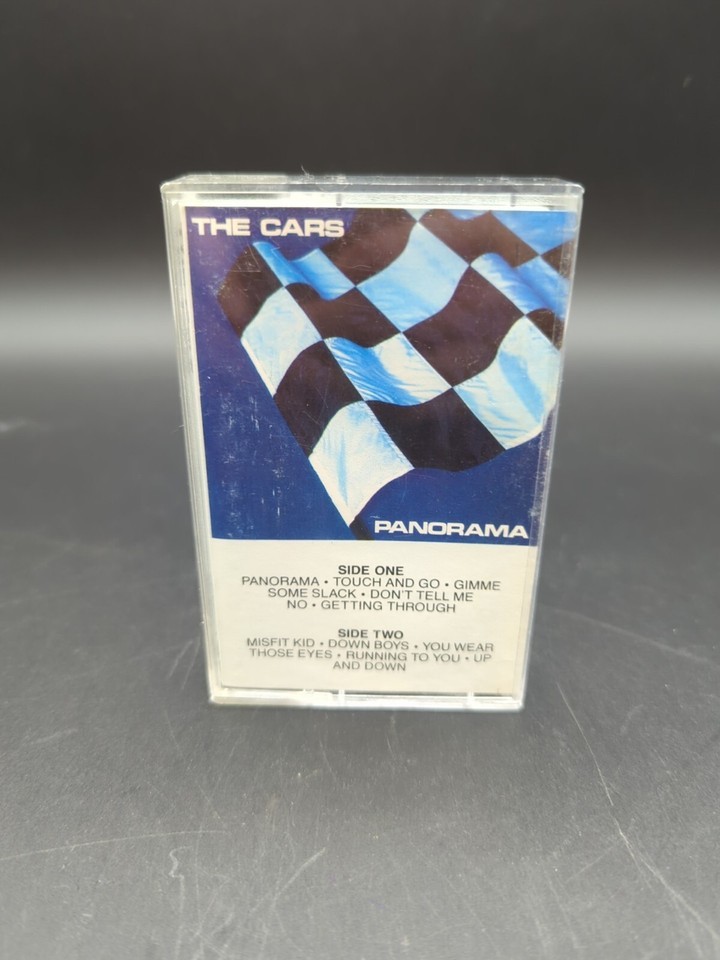 THE CARS
PANORAMA
SIDE ONE
PANORAMA • TOUCH AND GO • GIMME
SOME SLACK • DON'T TELL ME
NO • GETTING THROUGH
SIDE TWO
MISFIT KID • DOWN BOYS • YOU WEAR
THOSE EYES • RUNNING TO YOU • UP
AND DOWN